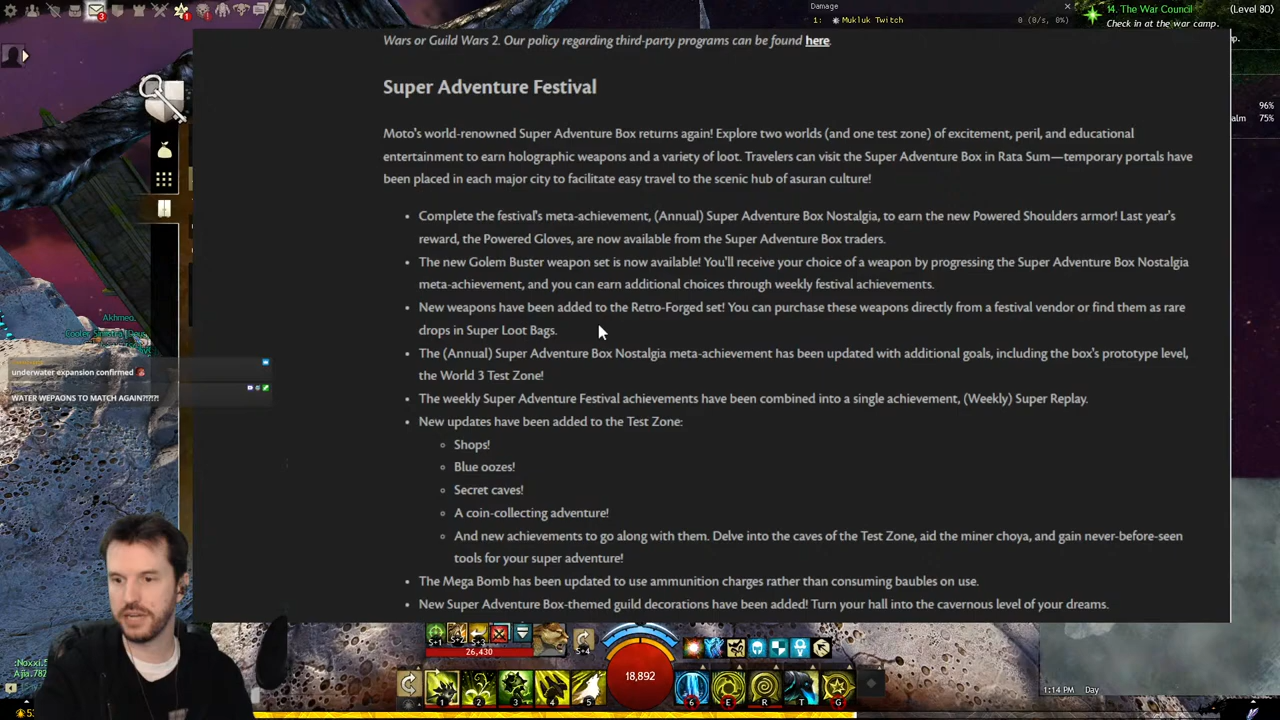 Damage
1: Mukluk Twitch
0 (0/s, 0%)
14. The War Council
(Level 80)
Check in at the war camp.
96%
75%
Wars or Guild Wars 2. Our policy regarding third-party programs can be found here.
Super Adventure Festival
Moto's world-renowned Super Adventure Box returns again! Explore two worlds (and one test zone) of excitement, peril, and educational
entertainment to earn holographic weapons and a variety of loot. Travelers can visit the Super Adventure Box in Rata Sum—temporary portals have
been placed in each major city to facilitate easy travel to the scenic hub of asuran culture!
• Complete the festival's meta-achievement, (Annual) Super Adventure Box Nostalgia, to earn the new Powered Shoulders armor! Last year's
reward, the Powered Gloves, are now available from the Super Adventure Box traders.
• The new Golem Buster weapon set is now available! You'll receive your choice of a weapon by progressing the Super Adventure Box Nostalgia
meta-achievement, and you can earn additional choices through weekly festival achievements.
• New weapons have been added to the Retro-Forged set! You can purchase these weapons directly from a festival vendor or find them as rare
drops in Super Loot Bags.
• The (Annual) Super Adventure Box Nostalgia meta-achievement has been updated with additional goals, including the box's prototype level,
the World 3 Test Zone!
• The weekly Super Adventure Festival achievements have been combined into a single achievement, (Weekly) Super Replay.
• New updates have been added to the Test Zone:
◦ Shops!
◦ Blue oozes!
◦ Secret caves!
◦ A coin-collecting adventure!
◦ And new achievements to go along with them. Delve into the caves of the Test Zone, aid the miner choya, and gain never-before-seen
tools for your super adventure!
• The Mega Bomb has been updated to use ammunition charges rather than consuming baubles on use.
• New Super Adventure Box-themed guild decorations have been added! Turn your hall into the cavernous level of your dreams.
underwater expansion confirmed
WATER WEPAONS TO MATCH AGAIN?!?!?!
26,430
18,892
1 2 3 4 5
6 E R T G
1:14 PM Day